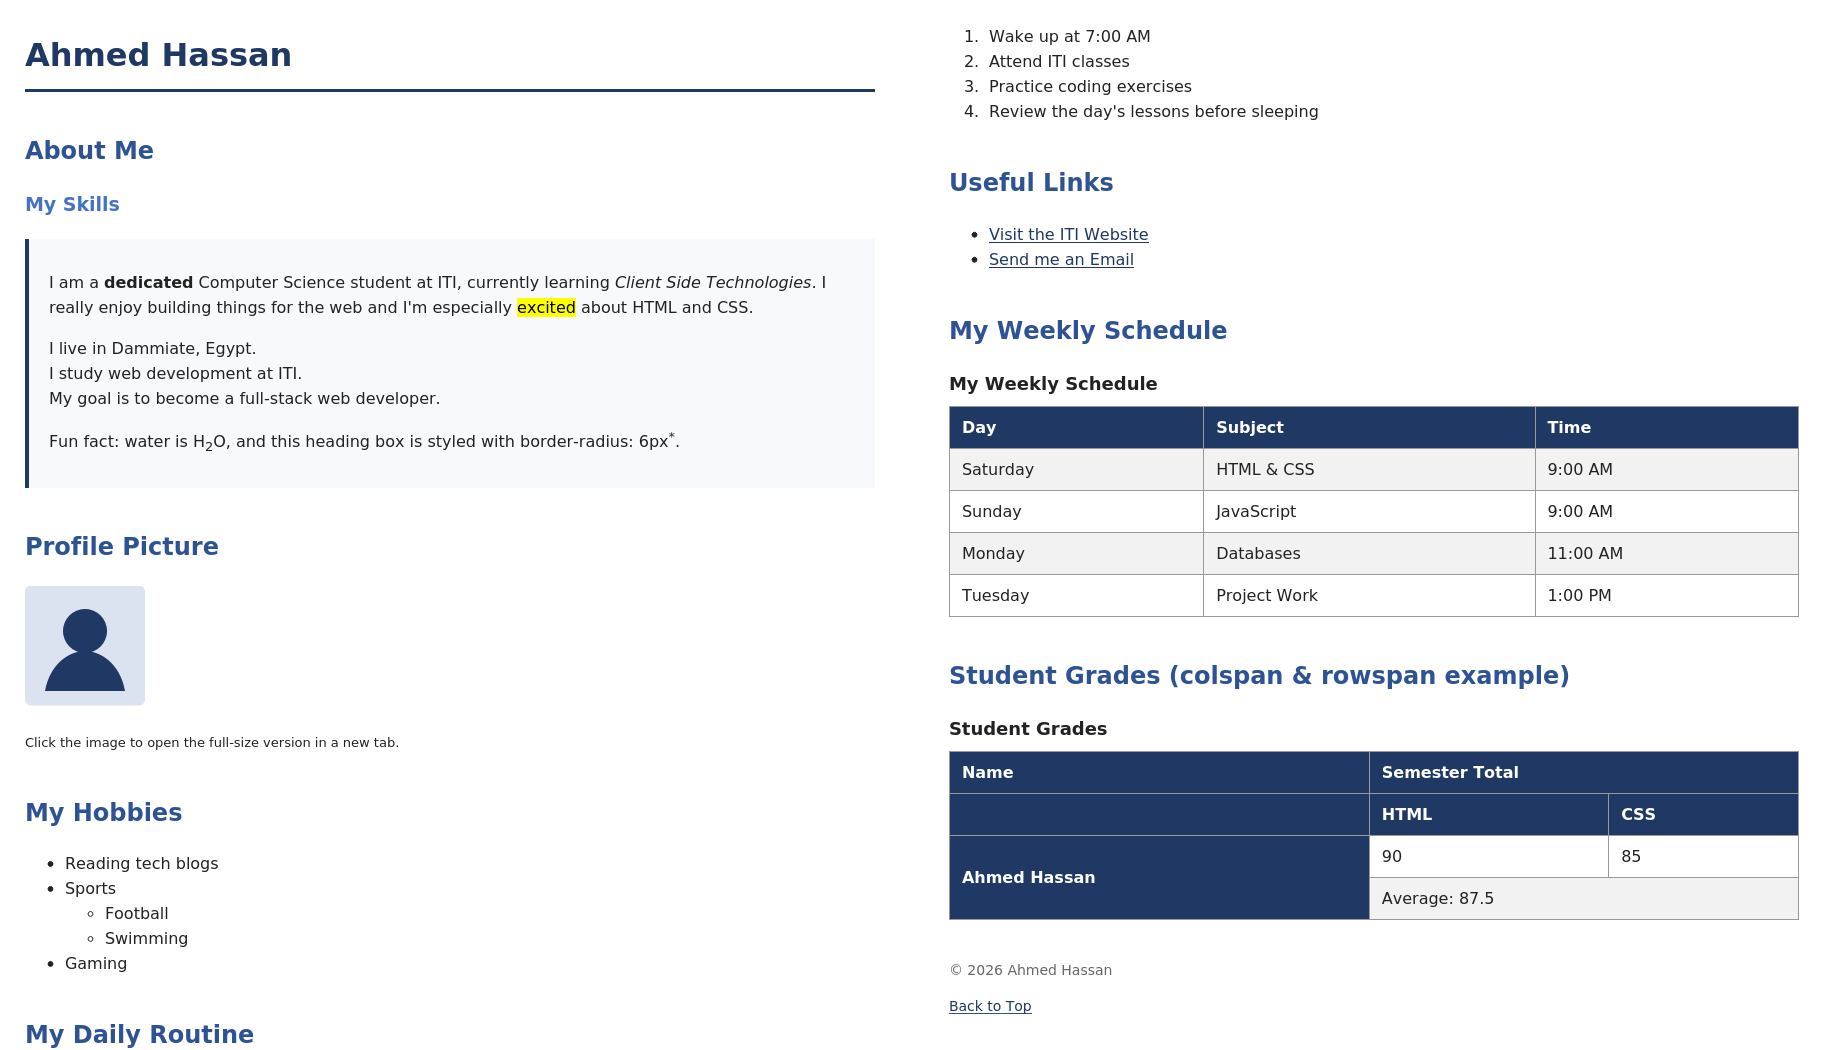 Ahmed Hassan
About Me
My Skills
I am a dedicated Computer Science student at ITI, currently learning Client Side Technologies. I
really enjoy building things for the web and I'm especially excited about HTML and CSS.
I live in Dammiate, Egypt.
I study web development at ITI.
My goal is to become a full-stack web developer.
Fun fact: water is H2O, and this heading box is styled with border-radius: 6px*.
Profile Picture
Click the image to open the full-size version in a new tab.
My Hobbies
Reading tech blogs
Sports
Football
Swimming
Gaming
My Daily Routine
1. Wake up at 7:00 AM
2. Attend ITI classes
3. Practice coding exercises
4. Review the day's lessons before sleeping
Useful Links
Visit the ITI Website
Send me an Email
My Weekly Schedule
My Weekly Schedule
Day Subject Time
Saturday HTML & CSS 9:00 AM
Sunday JavaScript 9:00 AM
Monday Databases 11:00 AM
Tuesday Project Work 1:00 PM
Student Grades (colspan & rowspan example)
Student Grades
Name Semester Total
HTML CSS
Ahmed Hassan 90 85
Average: 87.5
© 2026 Ahmed Hassan
Back to Top